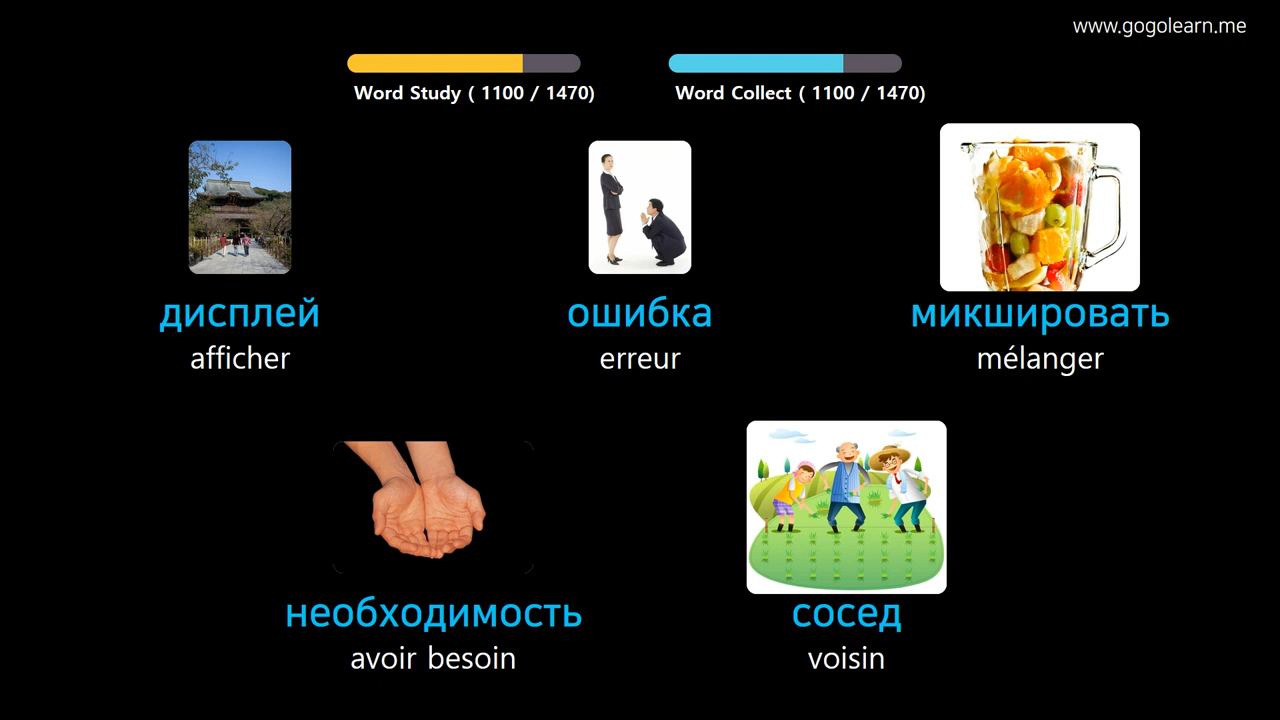 www.gogolearn.me
Word Study ( 1100 / 1470)
Word Collect ( 1100 / 1470)
дисплей
afficher
ошибка
erreur
микшировать
mélanger
необходимость
avoir besoin
сосед
voisin